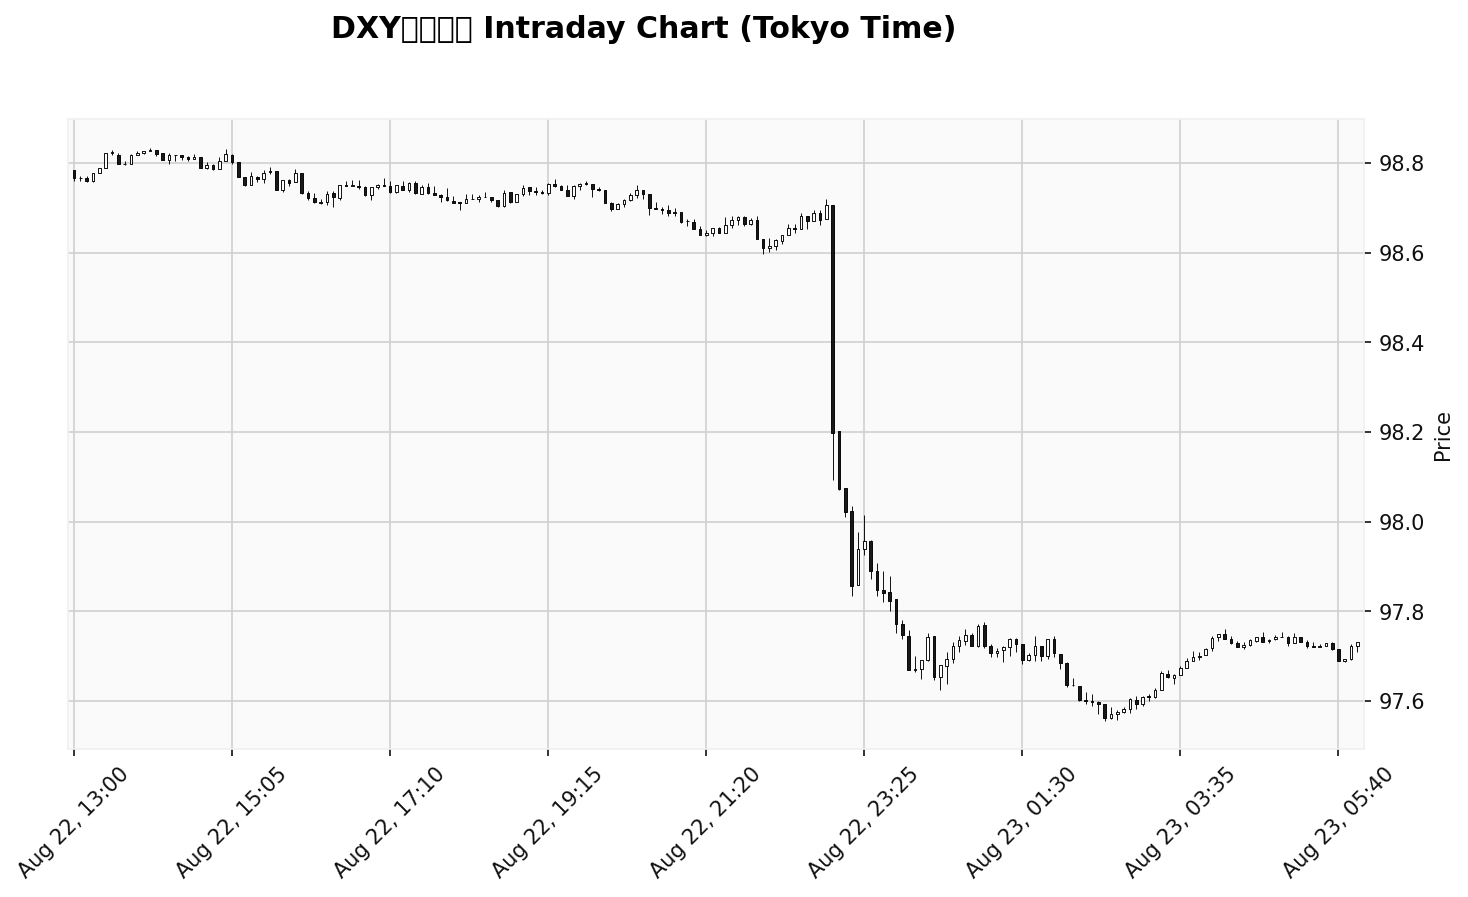 DXY Intraday Chart (Tokyo Time)
98.8
98.6
98.4
98.2
98.0
97.8
97.6
Price
Aug 22, 13:00
Aug 22, 15:05
Aug 22, 17:10
Aug 22, 19:15
Aug 22, 21:20
Aug 22, 23:25
Aug 23, 01:30
Aug 23, 03:35
Aug 23, 05:40